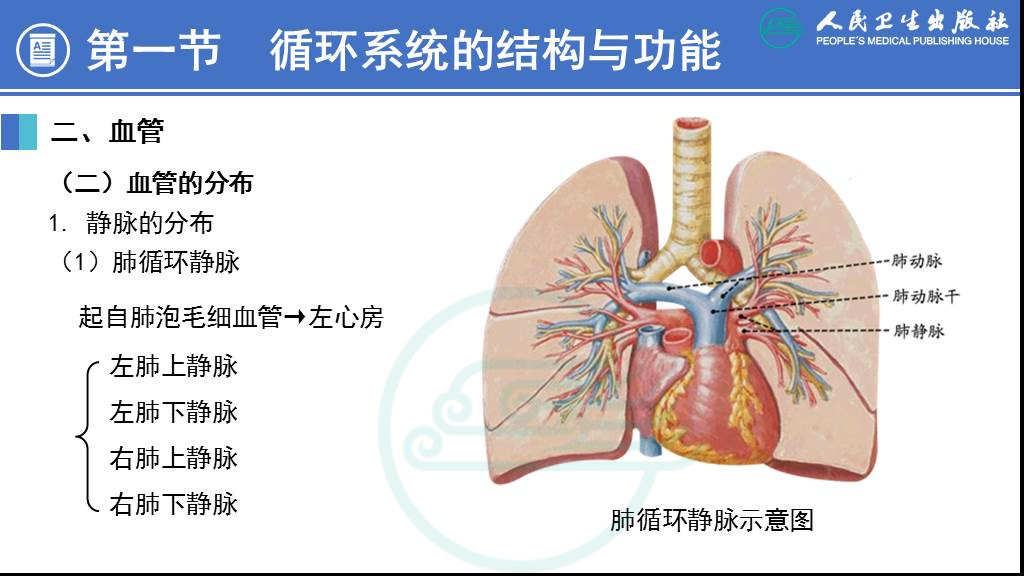 第一节 循环系统的结构与功能
人民卫生出版社
PEOPLE'S MEDICAL PUBLISHING HOUSE
二、血管
（二）血管的分布
1. 静脉的分布
（1）肺循环静脉
起自肺泡毛细血管→左心房
左肺上静脉
左肺下静脉
右肺上静脉
右肺下静脉
肺动脉
肺动脉干
肺静脉
肺循环静脉示意图